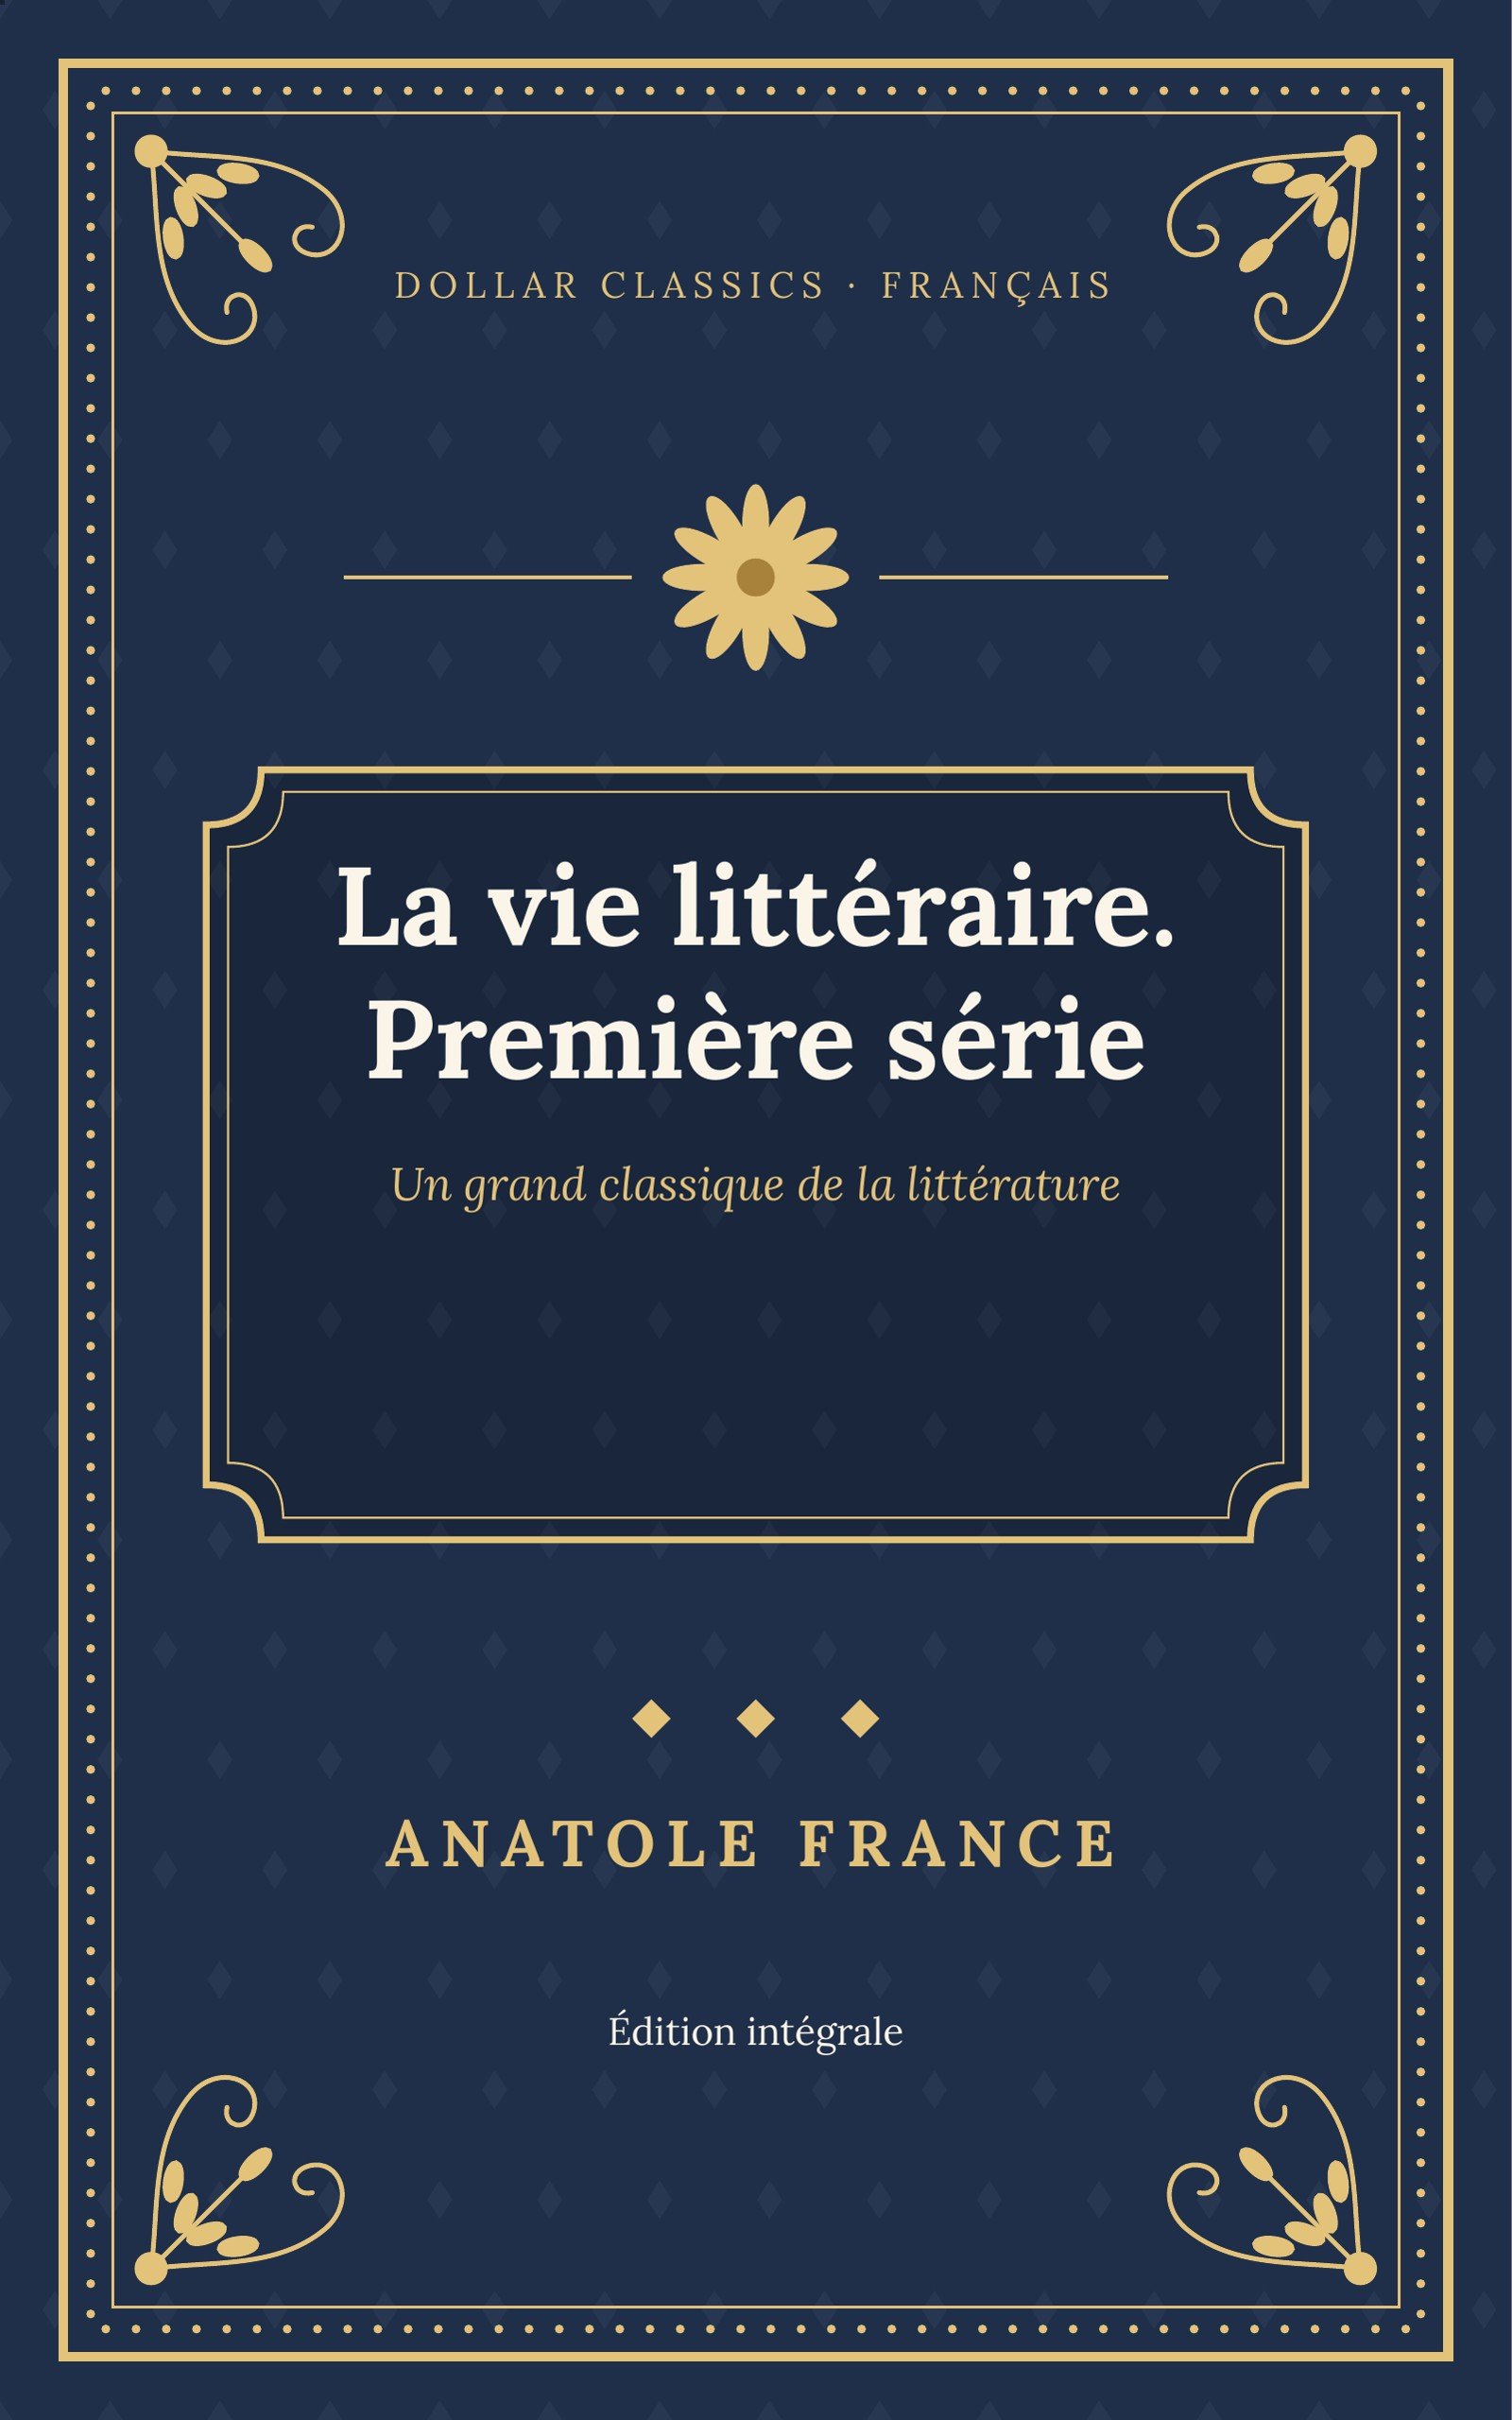 DOLLAR CLASSICS · FRANÇAIS
La vie littéraire.
Première série
Un grand classique de la littérature
ANATOLE FRANCE
Édition intégrale